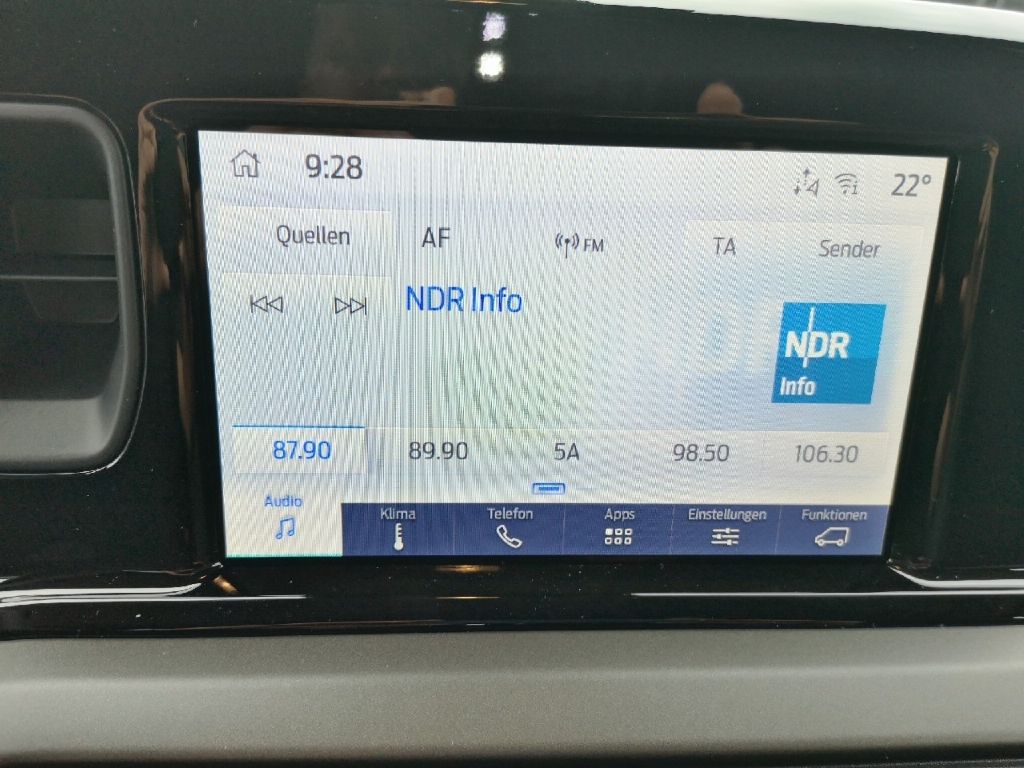 9:28
22°
Quellen AF FM TA Sender
NDR Info
NDR
Info
87.90 89.90 5A 98.50 106.30
Audio Klima Telefon Apps Einstellungen Funktionen